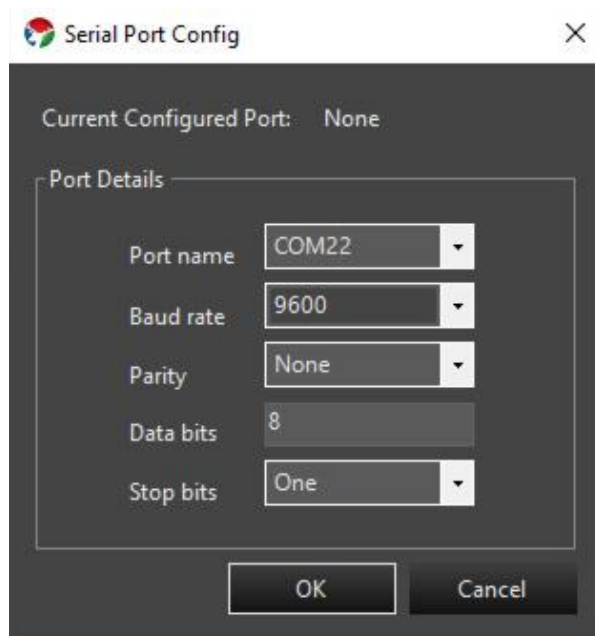 Serial Port Config
Current Configured Port: None
Port Details
Port name COM22
Baud rate 9600
Parity None
Data bits 8
Stop bits One
OK Cancel